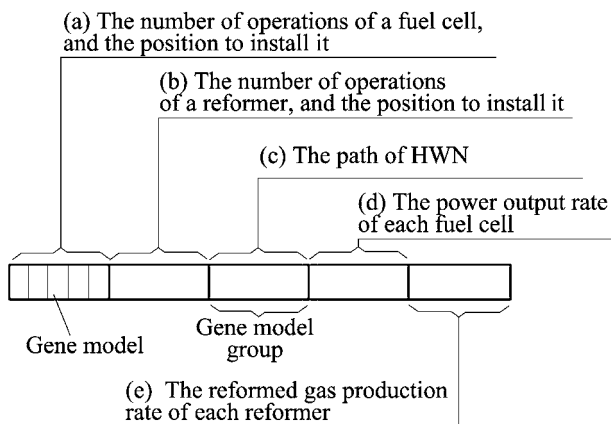 (a) The number of operations of a fuel cell,
and the position to install it
(b) The number of operations
of a reformer, and the position to install it
(c) The path of HWN
(d) The power output rate
of each fuel cell
Gene model
Gene model
group
(e) The reformed gas production
rate of each reformer